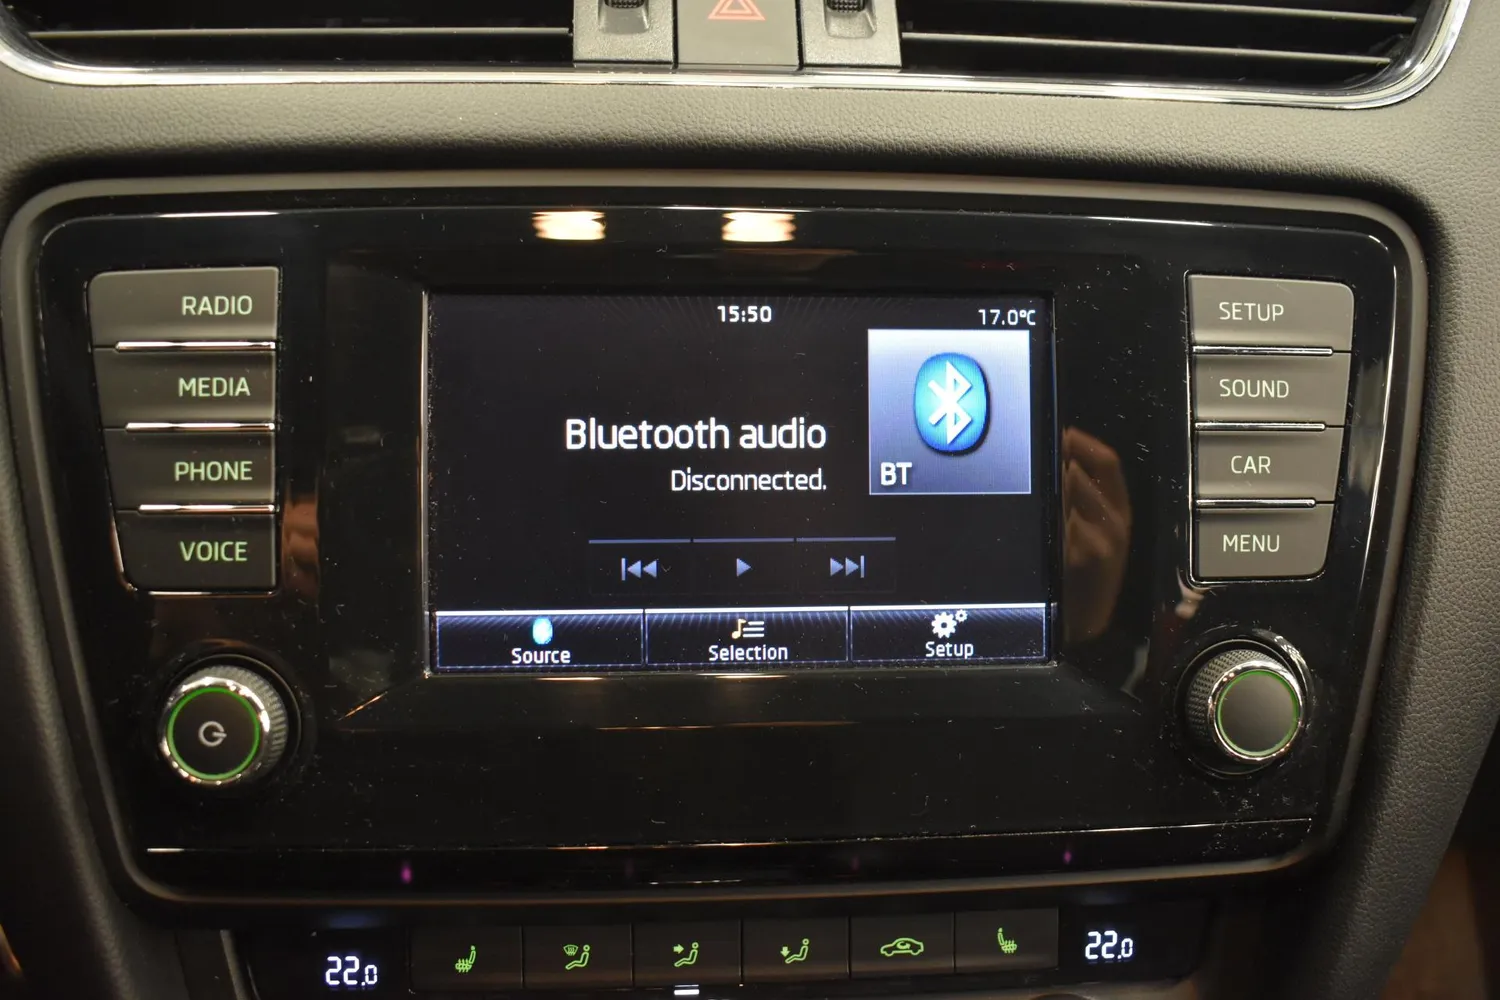 RADIO
MEDIA
PHONE
VOICE
15:50
17.0°C
Bluetooth audio
Disconnected.
BT
Source
Selection
Setup
SETUP
SOUND
CAR
MENU
22.0
22.0